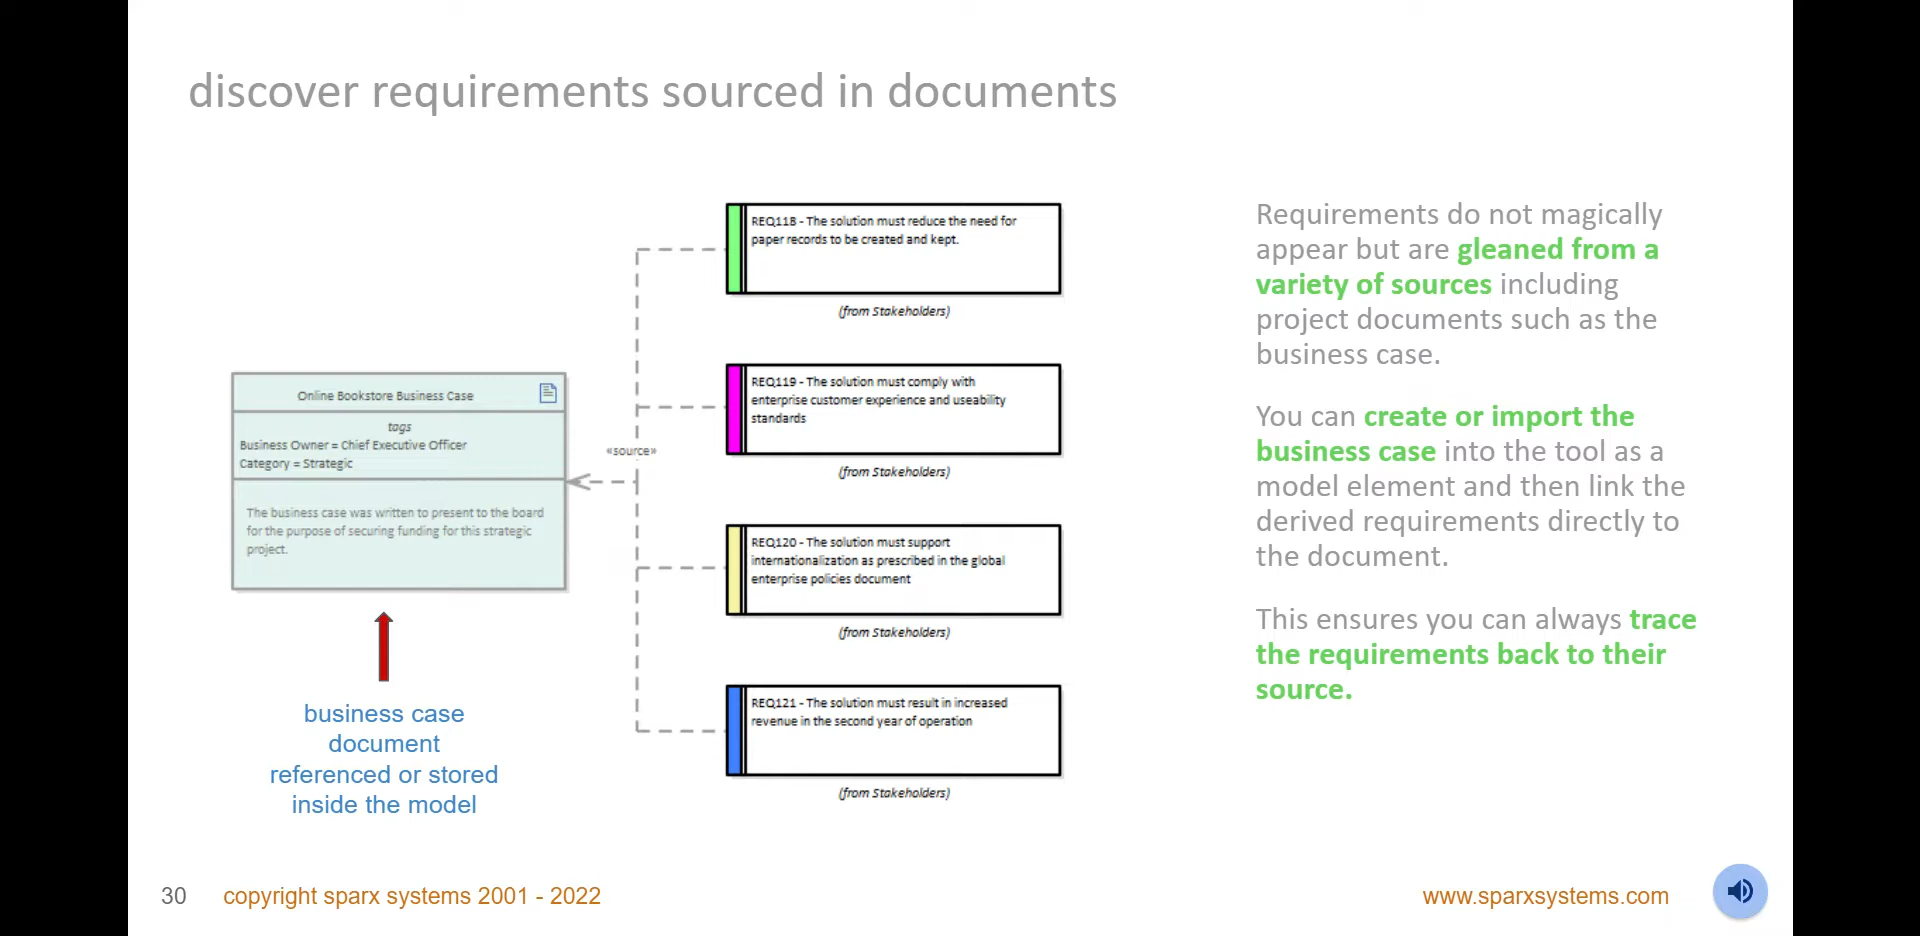 discover requirements sourced in documents
REQ118 - The solution must reduce the need for
paper records to be created and kept.
(from Stakeholders)
REQ119 - The solution must comply with
enterprise customer experience and useability
standards
(from Stakeholders)
Online Bookstore Business Case
tags
Business Owner = Chief Executive Officer
Category = Strategic
The business case was written to present to the board
for the purpose of securing funding for this strategic
project.
«source»
REQ120 - The solution must support
internationalization as prescribed in the global
enterprise policies document
(from Stakeholders)
REQ121 - The solution must result in increased
revenue in the second year of operation
(from Stakeholders)
business case
document
referenced or stored
inside the model
Requirements do not magically
appear but are gleaned from a
variety of sources including
project documents such as the
business case.
You can create or import the
business case into the tool as a
model element and then link the
derived requirements directly to
the document.
This ensures you can always trace
the requirements back to their
source.
30 copyright sparx systems 2001 - 2022
www.sparxsystems.com